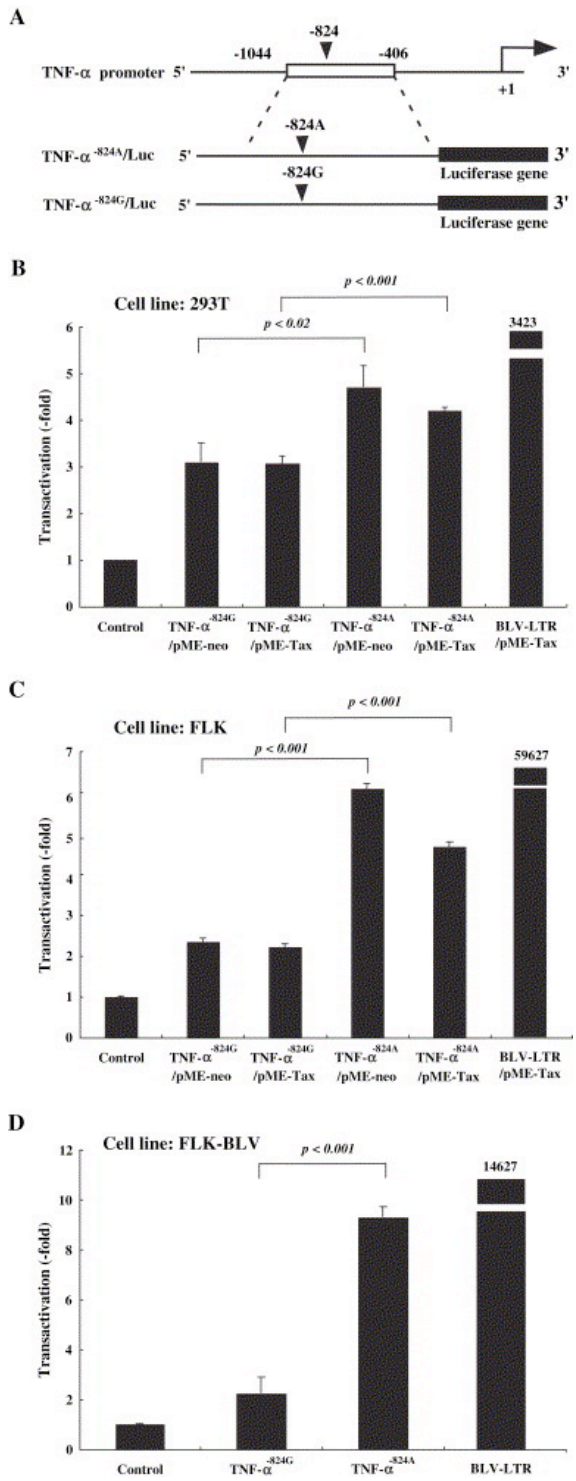 A
-824
-1044
-406
TNF-α promoter 5' +1 3'
-824A
TNF-α-824A/Luc 5' 3'
Luciferase gene
-824G
TNF-α-824G/Luc 5' 3'
Luciferase gene
B
Cell line: 293T
p < 0.001
p < 0.02
3423
Transactivation (-fold)
6
5
4
3
2
1
0
Control
TNF-α-824G
/pME-neo
TNF-α-824G
/pME-Tax
TNF-α-824A
/pME-neo
TNF-α-824A
/pME-Tax
BLV-LTR
/pME-Tax
C
Cell line: FLK
p < 0.001
p < 0.001
59627
Transactivation (-fold)
7
6
5
4
3
2
1
0
Control
TNF-α-824G
/pME-neo
TNF-α-824G
/pME-Tax
TNF-α-824A
/pME-neo
TNF-α-824A
/pME-Tax
BLV-LTR
/pME-Tax
D
Cell line: FLK-BLV
p < 0.001
14627
Transactivation (-fold)
12
10
8
6
4
2
0
Control
TNF-α-824G
TNF-α-824A
BLV-LTR